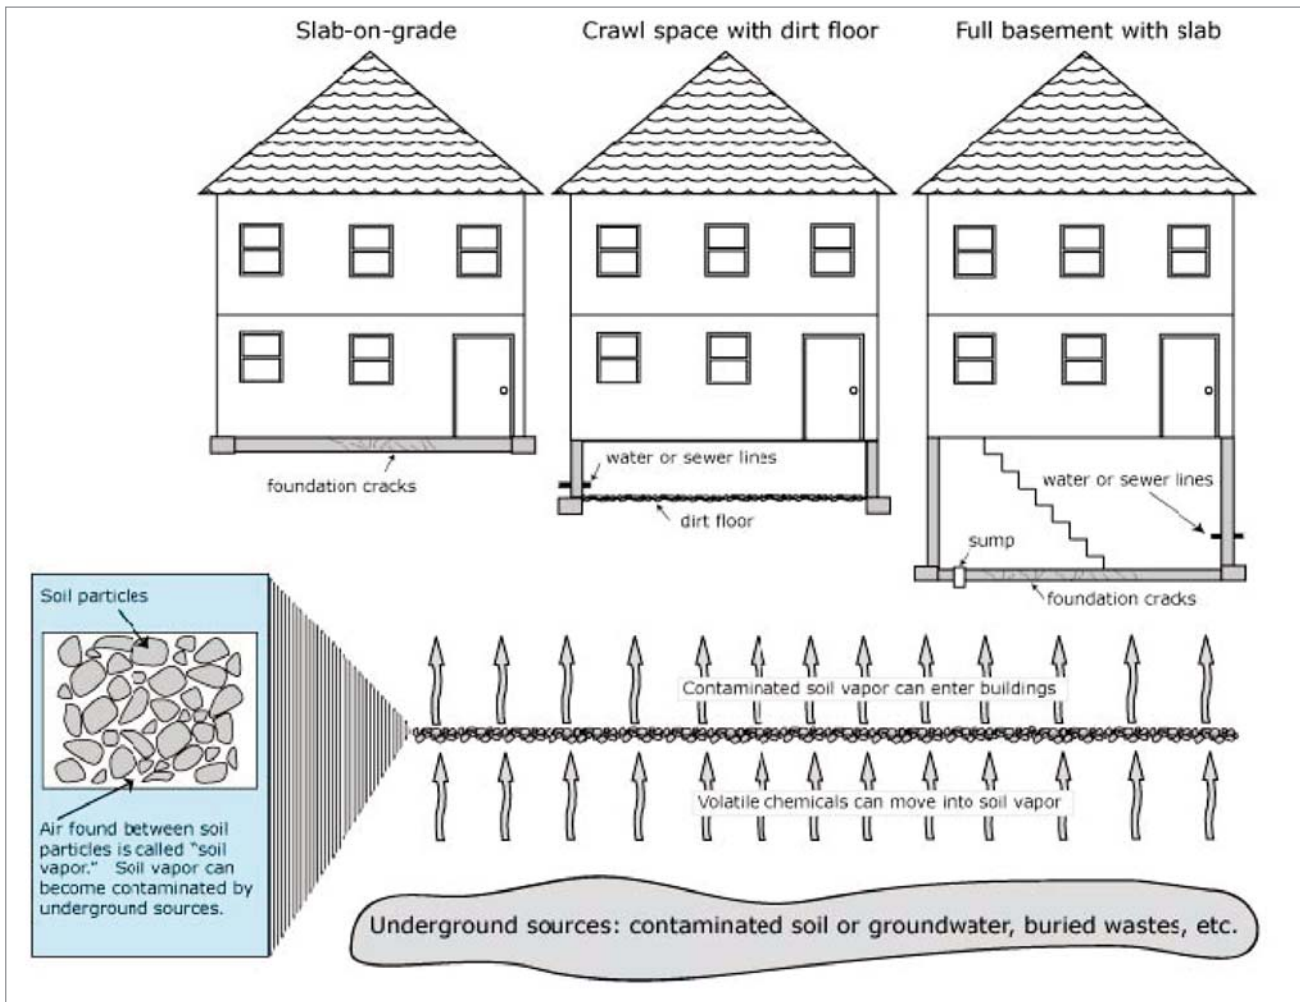 Slab-on-grade
Crawl space with dirt floor
Full basement with slab
foundation cracks
water or sewer lines
dirt floor
water or sewer lines
sump
foundation cracks
Soil particles
Air found between soil
particles is called "soil
vapor." Soil vapor can
become contaminated by
underground sources.
Contaminated soil vapor can enter buildings
Volatile chemicals can move into soil vapor
Underground sources: contaminated soil or groundwater, buried wastes, etc.